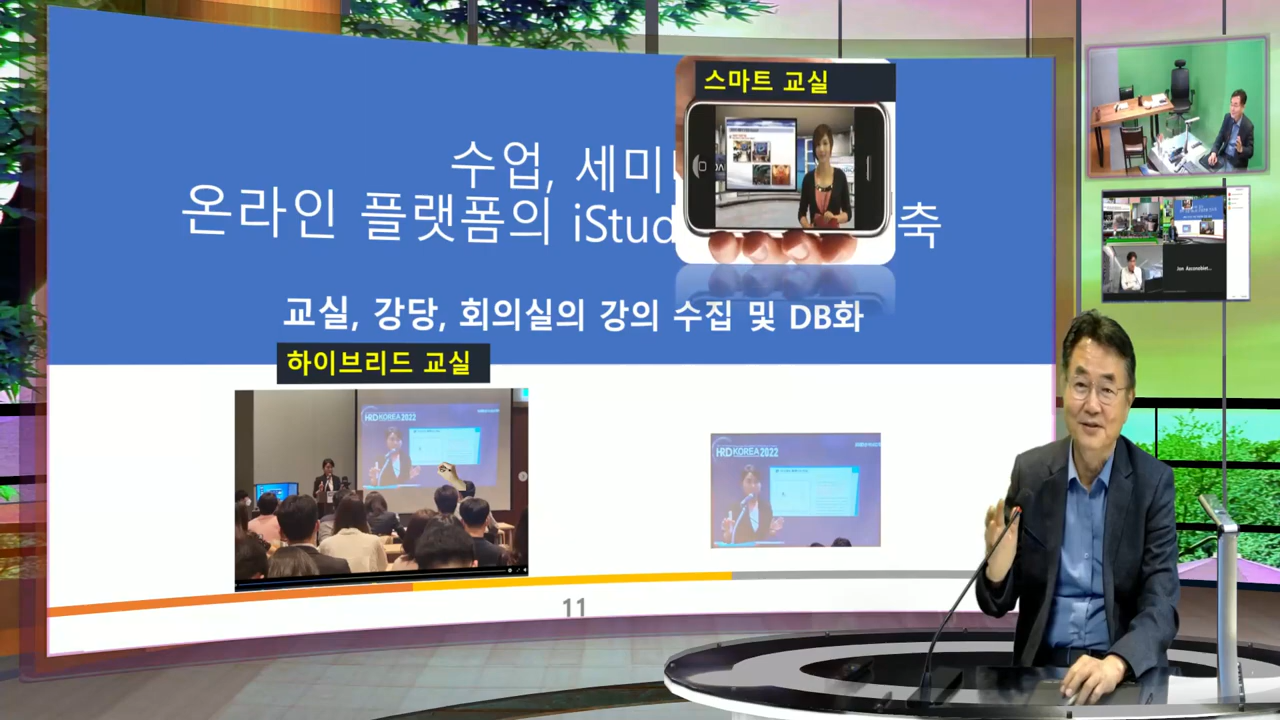 스마트 교실
수업, 세미
온라인 플랫폼의 iStud 축
교실, 강당, 회의실의 강의 수집 및 DB화
하이브리드 교실
HRD KOREA 2022
HRD KOREA 2022
11